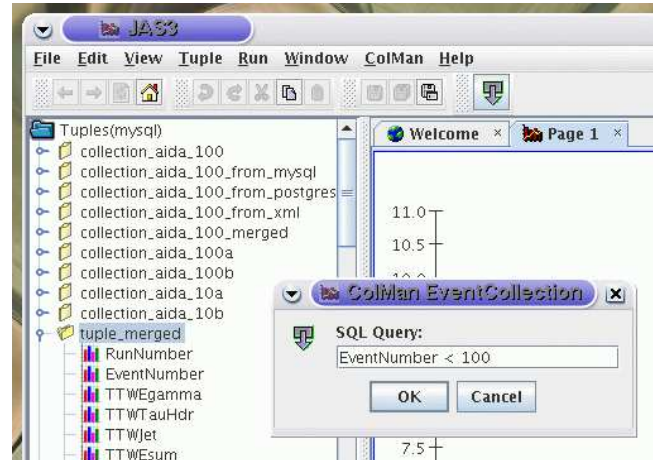 JAS3
File Edit View Tuple Run Window ColMan Help
Tuples(mysql)
collection_aida_100
collection_aida_100_from_mysql
collection_aida_100_from_postgres
collection_aida_100_from_xml
collection_aida_100_merged
collection_aida_100a
collection_aida_100b
collection_aida_10a
collection_aida_10b
tuple_merged
RunNumber
EventNumber
TTWEgamma
TTWTauHdr
TTWJet
TTWEsum
Welcome × Page 1 ×
11.0
10.5
ColMan EventCollection
SQL Query:
EventNumber < 100
OK Cancel
7.5